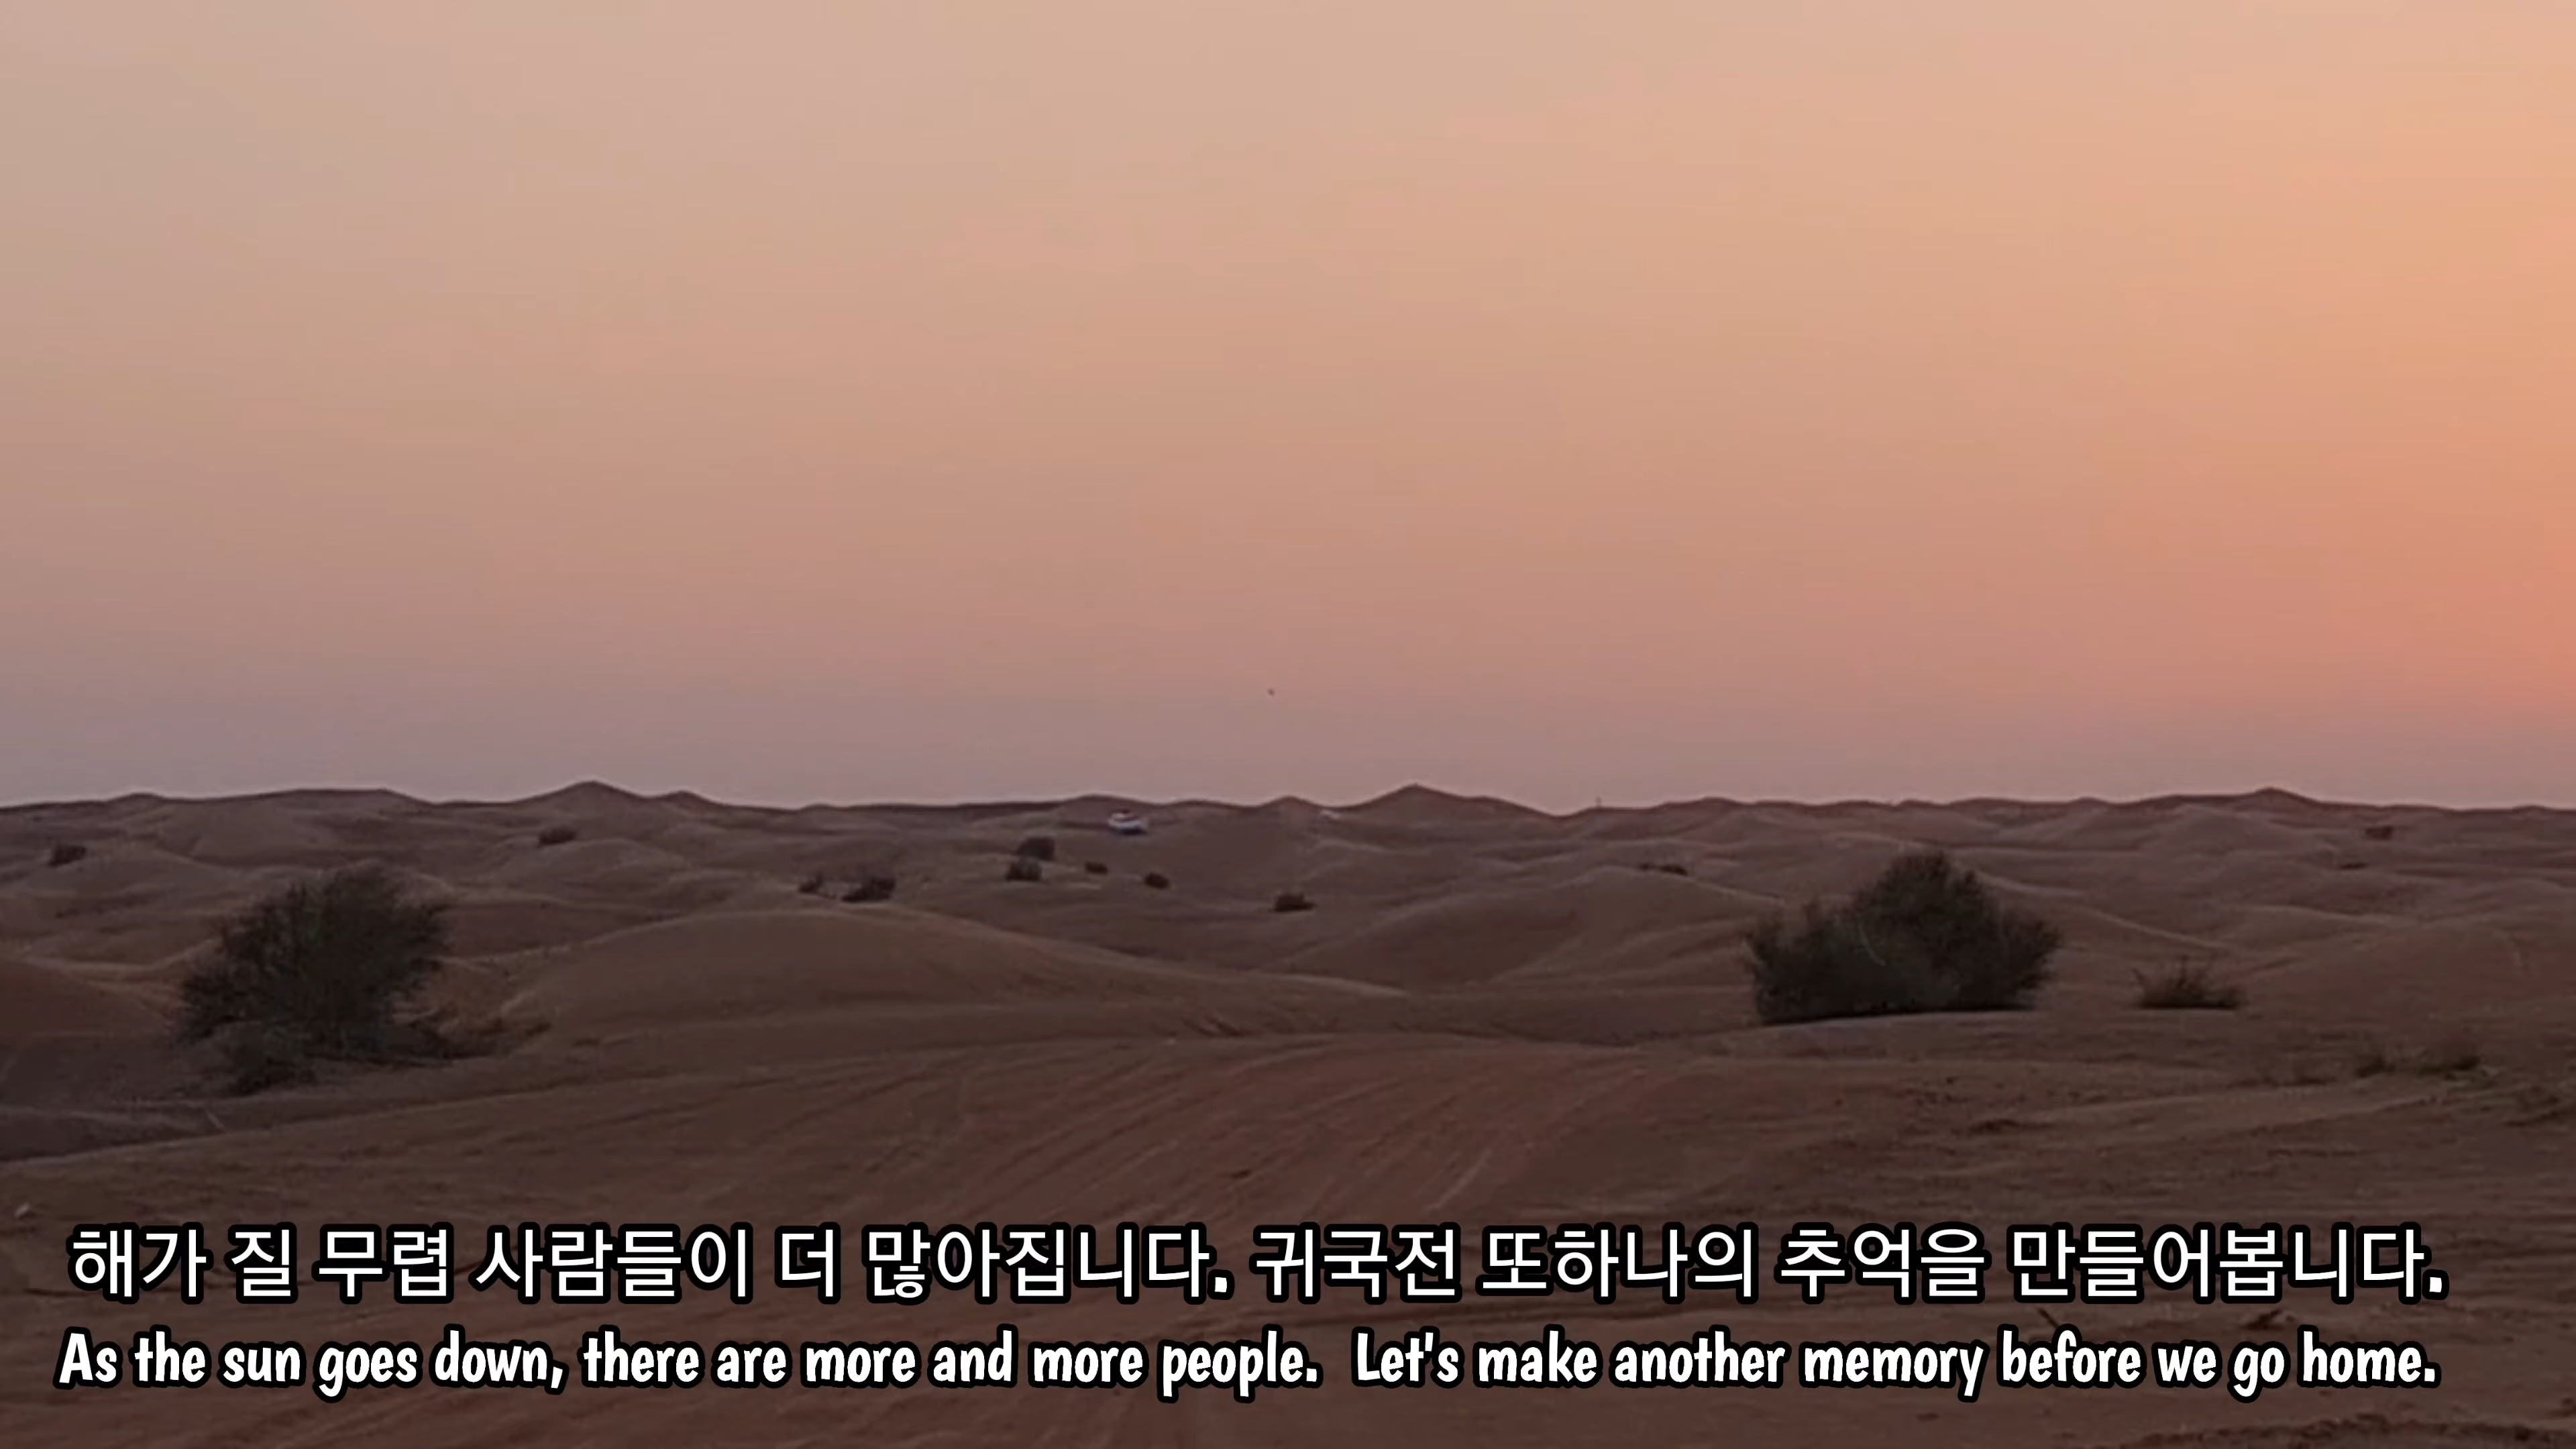 해가 질 무렵 사람들이 더 많아집니다. 귀국전 또하나의 추억을 만들어봅니다.
As the sun goes down, there are more and more people. Let's make another memory before we go home.